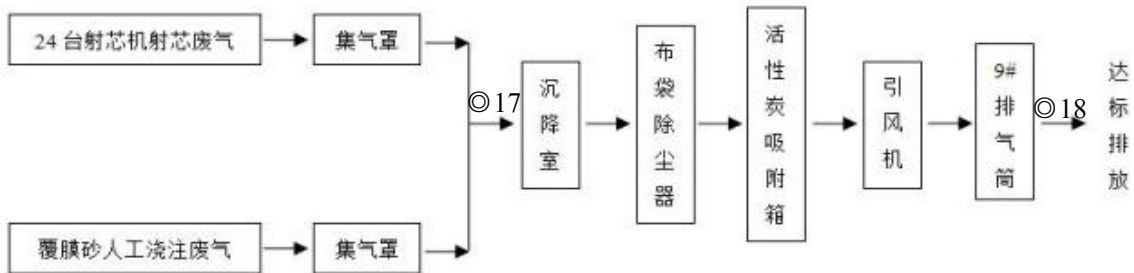 24 台射芯机射芯废气
集气罩
◎17
沉降室
布袋除尘器
活性炭吸附箱
引风机
9#排气筒
◎18
达标排放
覆膜砂人工浇注废气
集气罩